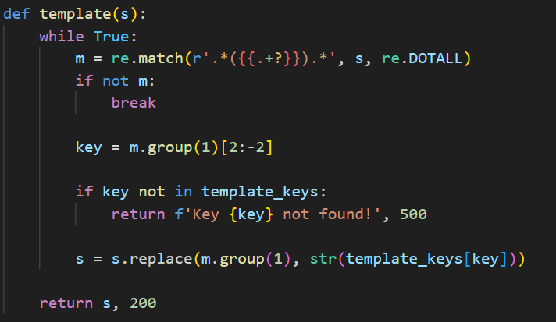 def template(s):
    while True:
        m = re.match(r'.*({{.+?}}).*', s, re.DOTALL)
        if not m:
            break

        key = m.group(1)[2:-2]

        if key not in template_keys:
            return f'Key {key} not found!', 500

        s = s.replace(m.group(1), str(template_keys[key]))

    return s, 200